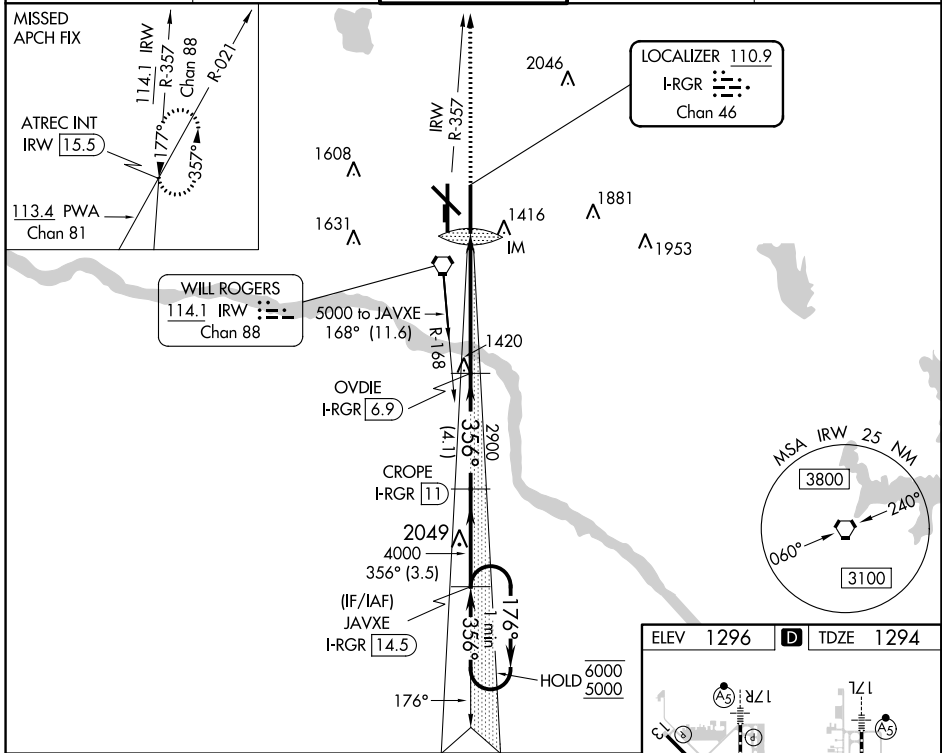 MISSED
APCH FIX
114.1 IRW
R-357
Chan 88
R-021
ATREC INT
IRW 15.5
177°
357°
113.4 PWA
Chan 81
IRW
R-357
2046
LOCALIZER 110.9
I-RGR
Chan 46
1608
1631
1416
IM
1881
1953
WILL ROGERS
114.1 IRW
Chan 88
5000 to JAVXE
168° (11.6)
R-168
1420
OVDIE
I-RGR 6.9
356°
2900
(4.1)
CROPE
I-RGR 11
2049
4000
356° (3.5)
(IF/IAF)
JAVXE
I-RGR 14.5
356°
1 min
176°
HOLD 6000
5000
176°
MSA IRW 25 NM
3800
240°
060°
3100
ELEV 1296 D TDZE 1294
A5
17R
17L
A5
13
P
P